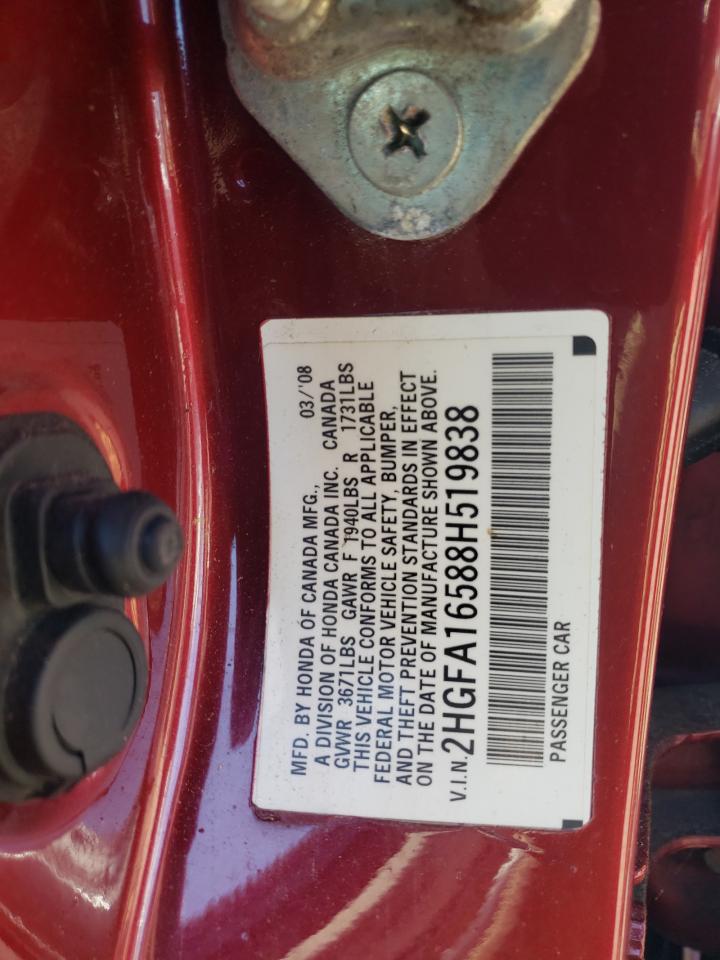 MFD. BY HONDA OF CANADA MFG., 03/'08
A DIVISION OF HONDA CANADA INC. CANADA
GVWR 3671LBS GAWR F 1940LBS R 1731LBS
THIS VEHICLE CONFORMS TO ALL APPLICABLE
FEDERAL MOTOR VEHICLE SAFETY, BUMPER,
AND THEFT PREVENTION STANDARDS IN EFFECT
ON THE DATE OF MANUFACTURE SHOWN ABOVE.
V.I.N. 2HGFA16588H519838
PASSENGER CAR